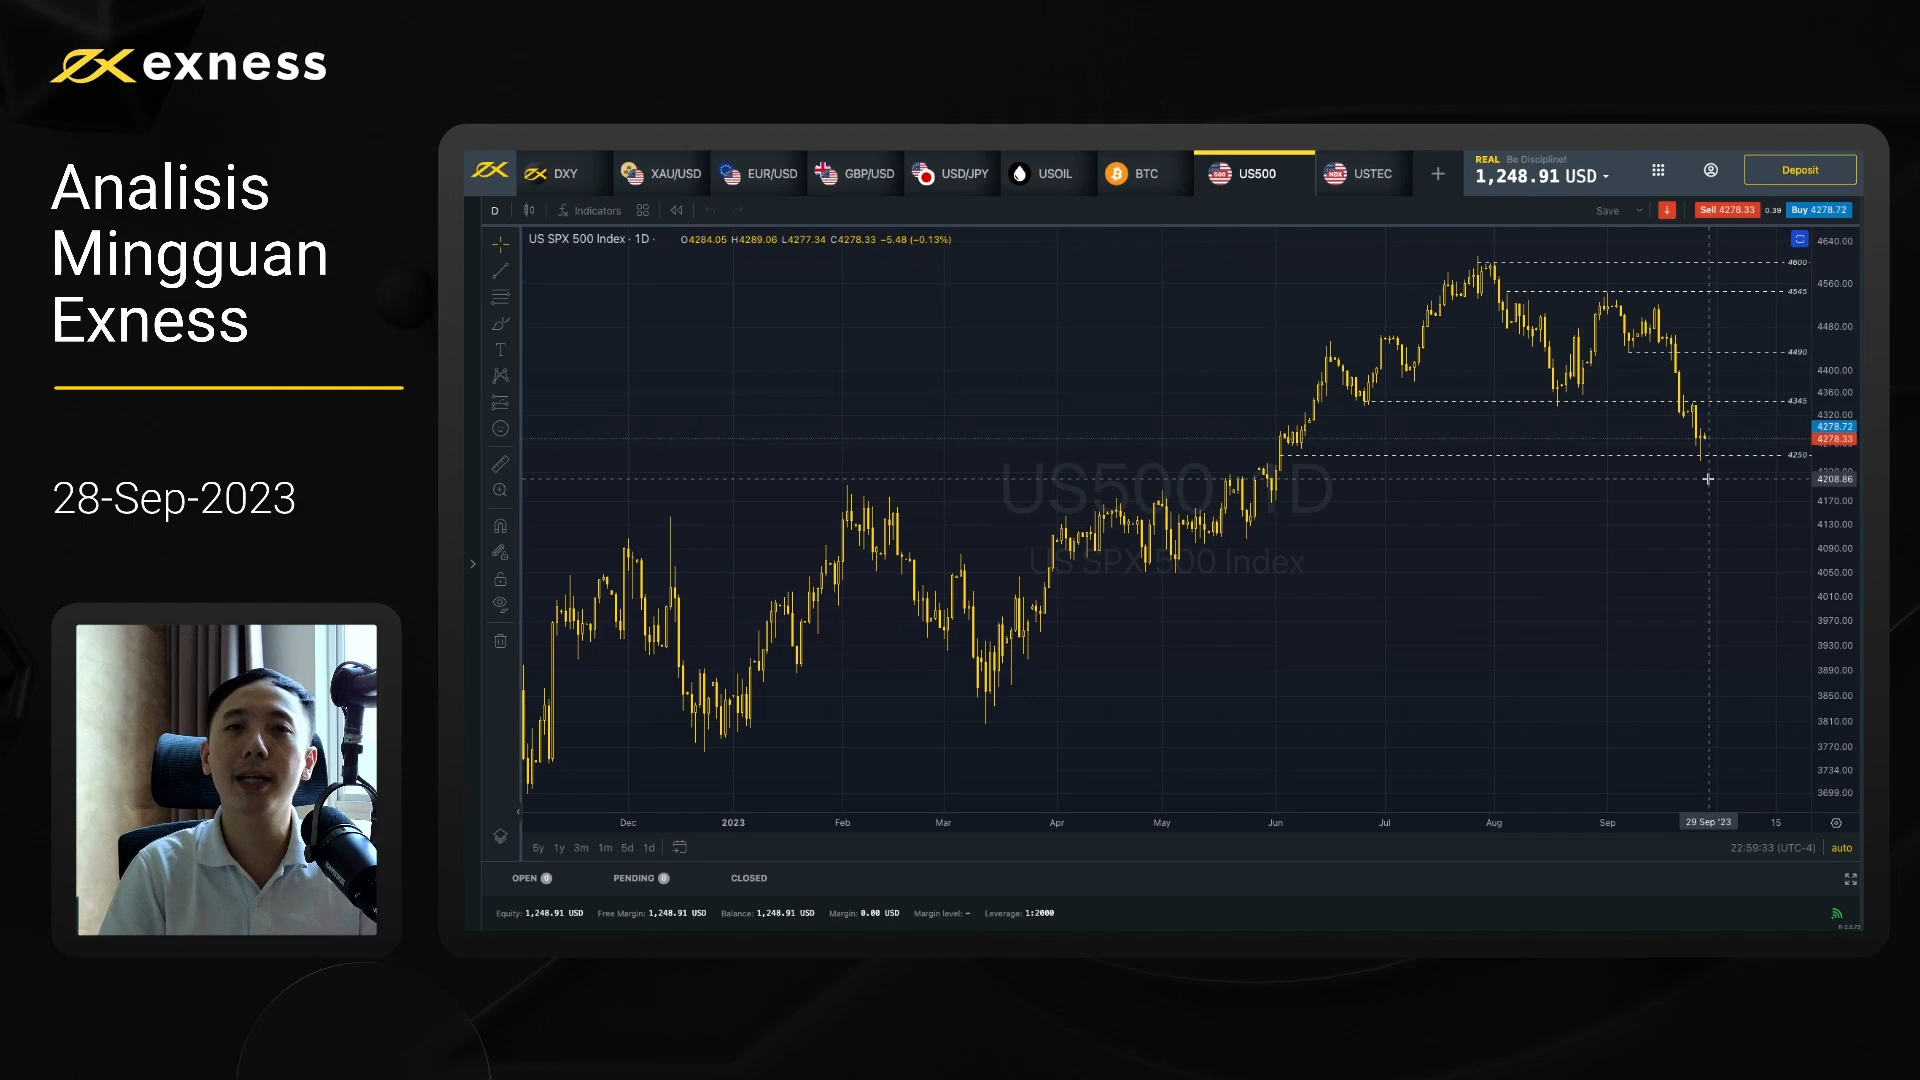 exness
Analisis
Mingguan
Exness
28-Sep-2023
DXY XAU/USD EUR/USD GBP/USD USD/JPY USOIL BTC US500 USTEC
REAL Be Discipline!
1,248.91 USD
Deposit
D Indicators Save Sell 4278.33 0.39 Buy 4278.72
US SPX 500 Index · 1D · O4284.05 H4289.06 L4277.34 C4278.33 −5.48 (−0.13%)
4640.00
4600
4545
4560.00
4480.00
4490
4400.00
4360.00
4345
4320.00
4278.72
4278.33
4250
4208.86
4170.00
4130.00
4090.00
4050.00
4010.00
3970.00
3930.00
3890.00
3850.00
3810.00
3770.00
3734.00
3699.00
US500 1D
US SPX 500 Index
Dec 2023 Feb Mar Apr May Jun Jul Aug Sep 29 Sep '23 15
5y 1y 3m 1m 5d 1d 22:59:33 (UTC-4) auto
OPEN 0 PENDING 0 CLOSED
Equity: 1,248.91 USD Free Margin: 1,248.91 USD Balance: 1,248.91 USD Margin: 0.00 USD Margin level: – Leverage: 1:2000